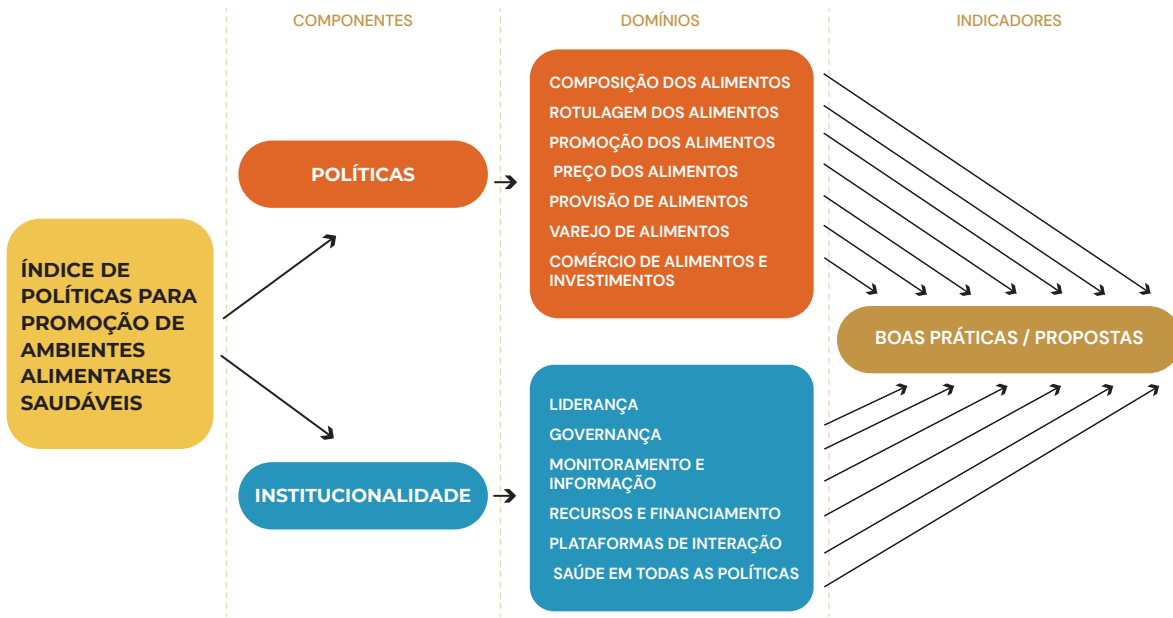 COMPONENTES
DOMÍNIOS
INDICADORES
ÍNDICE DE
POLÍTICAS PARA
PROMOÇÃO DE
AMBIENTES
ALIMENTARES
SAUDÁVEIS
POLÍTICAS
COMPOSIÇÃO DOS ALIMENTOS
ROTULAGEM DOS ALIMENTOS
PROMOÇÃO DOS ALIMENTOS
PREÇO DOS ALIMENTOS
PROVISÃO DE ALIMENTOS
VAREJO DE ALIMENTOS
COMÉRCIO DE ALIMENTOS E
INVESTIMENTOS
INSTITUCIONALIDADE
LIDERANÇA
GOVERNANÇA
MONITORAMENTO E
INFORMAÇÃO
RECURSOS E FINANCIAMENTO
PLATAFORMAS DE INTERAÇÃO
SAÚDE EM TODAS AS POLÍTICAS
BOAS PRÁTICAS / PROPOSTAS